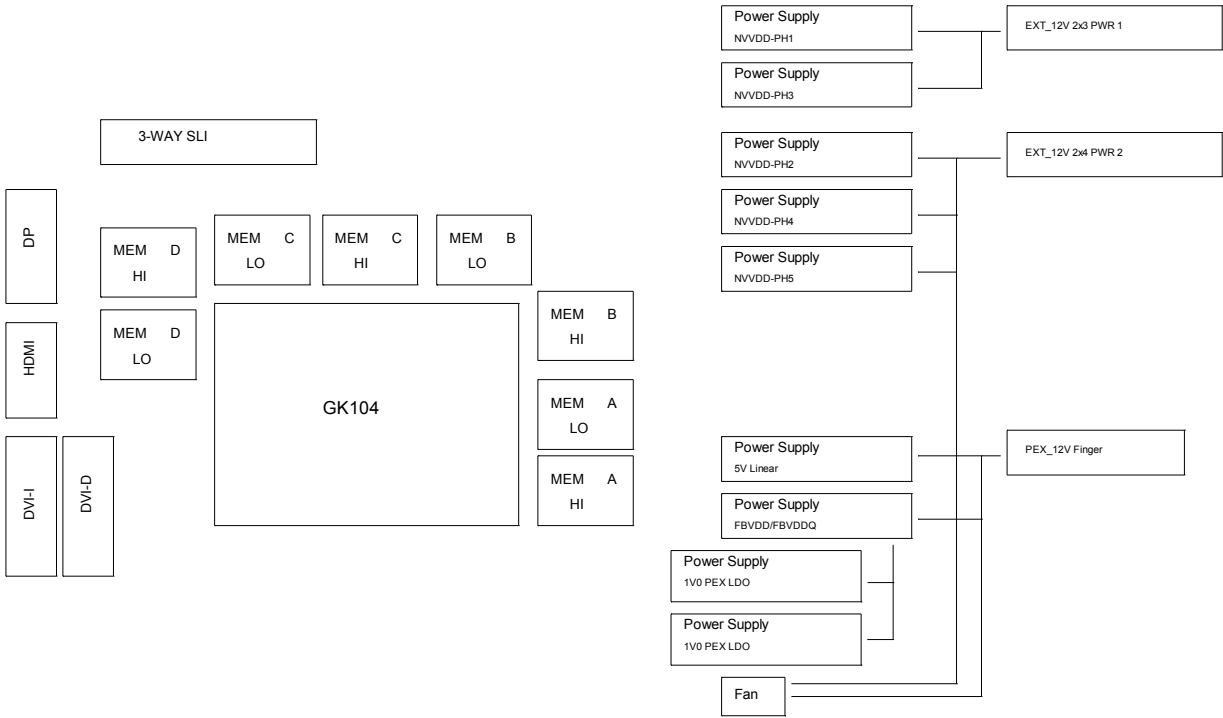 3-WAY SLI
DP
HDMI
DVI-I
DVI-D
MEM D
HI
MEM D
LO
MEM C
LO
MEM C
HI
MEM B
LO
MEM B
HI
MEM A
LO
MEM A
HI
GK104
Power Supply
NVVDD-PH1
EXT_12V 2x3 PWR 1
Power Supply
NVVDD-PH3
Power Supply
NVVDD-PH2
EXT_12V 2x4 PWR 2
Power Supply
NVVDD-PH4
Power Supply
NVVDD-PH5
Power Supply
5V Linear
PEX_12V Finger
Power Supply
FBVDD/FBVDDQ
Power Supply
1V0 PEX LDO
Power Supply
1V0 PEX LDO
Fan